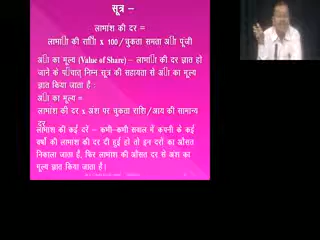 सूत्र –
लाभांश की दर =
लाभांश की राशि x 100 / चुकता समता अंश पूंजी
अंश का मूल्य (Value of Share) – लाभांश की दर ज्ञात हो
जाने के पश्चात् निम्न सूत्र की सहायता से अंश का मूल्य
ज्ञात किया जाता है :
अंश का मूल्य =
लाभांश की दर x अंश पर चुकता राशि / आय की सामान्य
दर
लाभांश की कई दरें – कभी-कभी सवाल में कंपनी के कई
वर्षो की लाभांश की दर दी हुई हो तो इन दरों का औसत
निकाला जाता है, फिर लाभांश की औसत दर से अंश का
मूल्य ज्ञात किया जाता है।